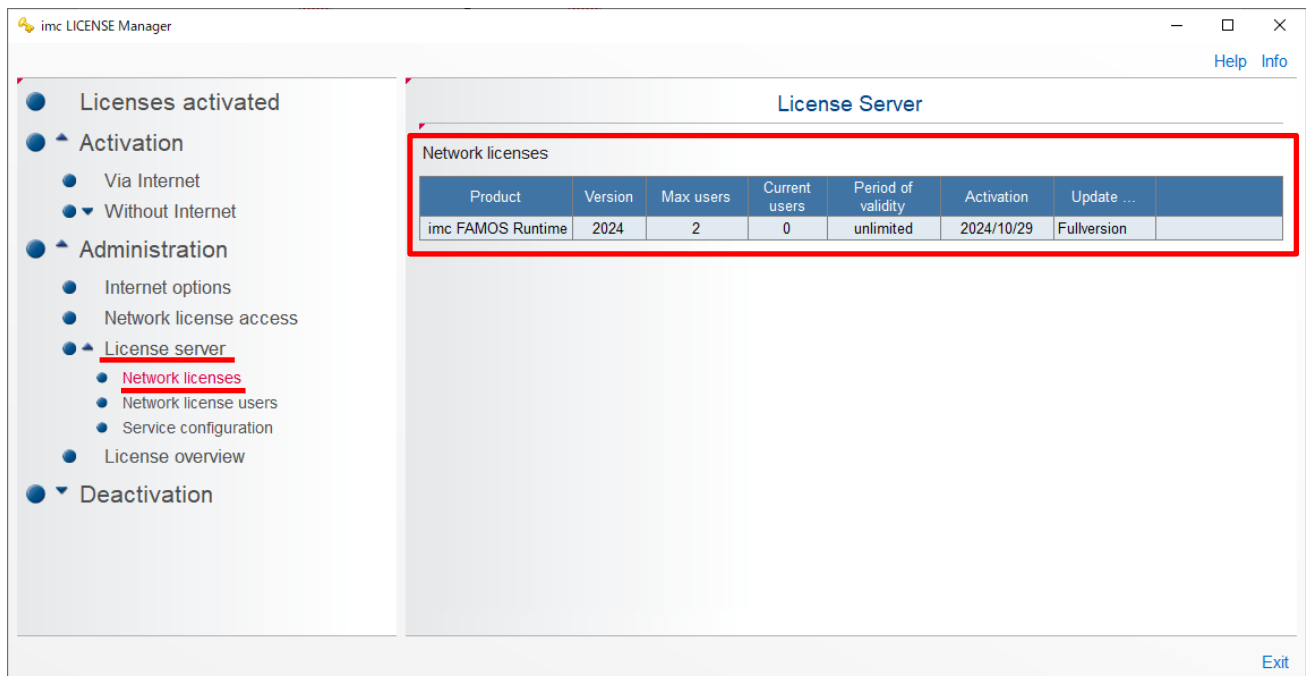 imc LICENSE Manager
Help Info
Licenses activated
Activation
Via Internet
Without Internet
Administration
Internet options
Network license access
License server
Network licenses
Network license users
Service configuration
License overview
Deactivation
License Server
Network licenses
Product Version Max users Current users Period of validity Activation Update ...
imc FAMOS Runtime 2024 2 0 unlimited 2024/10/29 Fullversion
Exit